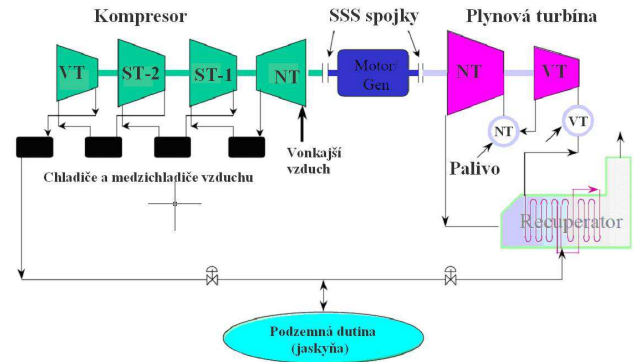 Kompresor
SSS spojky
Plynová turbína
VT
ST-2
ST-1
NT
Motor/
Gen
NT
VT
NT
VT
Vonkajší
vzduch
Palivo
Chladiče a medzichladiče vzduchu
Recuperator
Podzemná dutina
(jaskyňa)